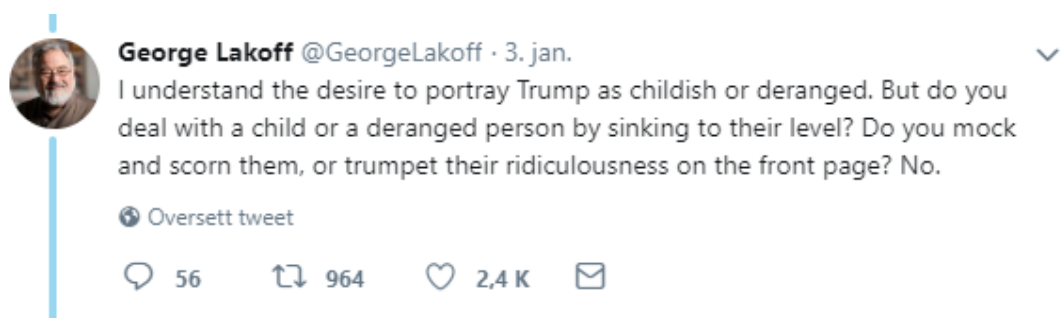 George Lakoff @GeorgeLakoff · 3. jan.
I understand the desire to portray Trump as childish or deranged. But do you
deal with a child or a deranged person by sinking to their level? Do you mock
and scorn them, or trumpet their ridiculousness on the front page? No.
Oversett tweet
56 964 2,4 K